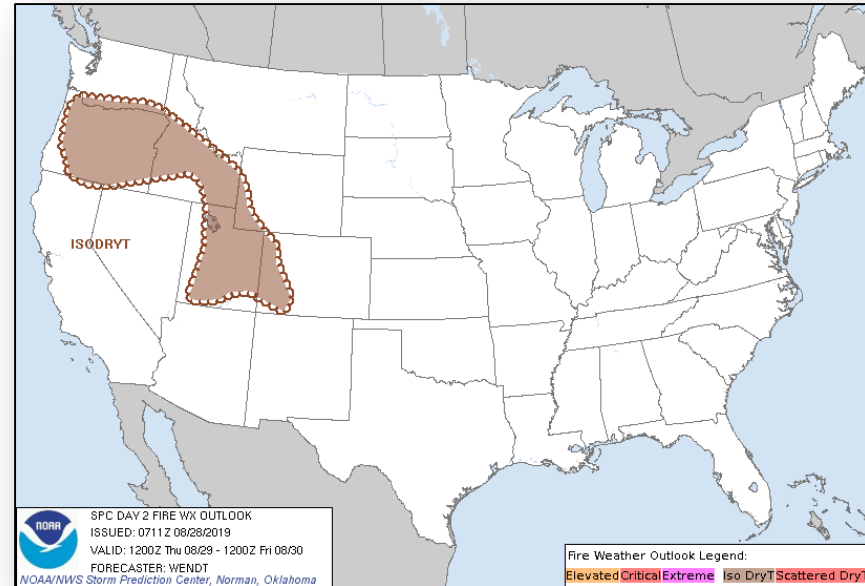 ISODRYT
NOAA
SPC DAY 2 FIRE WX OUTLOOK
ISSUED: 0711Z 08/28/2019
VALID: 1200Z Thu 08/29 - 1200Z Fri 08/30
FORECASTER: WENDT
NOAA/NWS Storm Prediction Center, Norman, Oklahoma
Fire Weather Outlook Legend:
Elevated Critical Extreme Iso DryT Scattered DryT